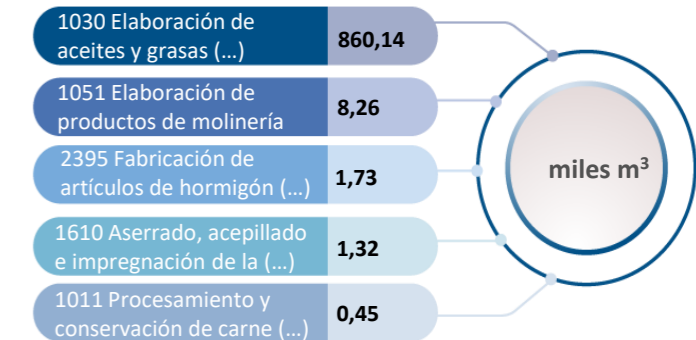 1030 Elaboración de
aceites y grasas (...)
860,14
1051 Elaboración de
productos de molinería
8,26
2395 Fabricación de
artículos de hormigón (...)
1,73
1610 Aserrado, acepillado
e impregnación de la (...)
1,32
1011 Procesamiento y
conservación de carne (...)
0,45
miles m³